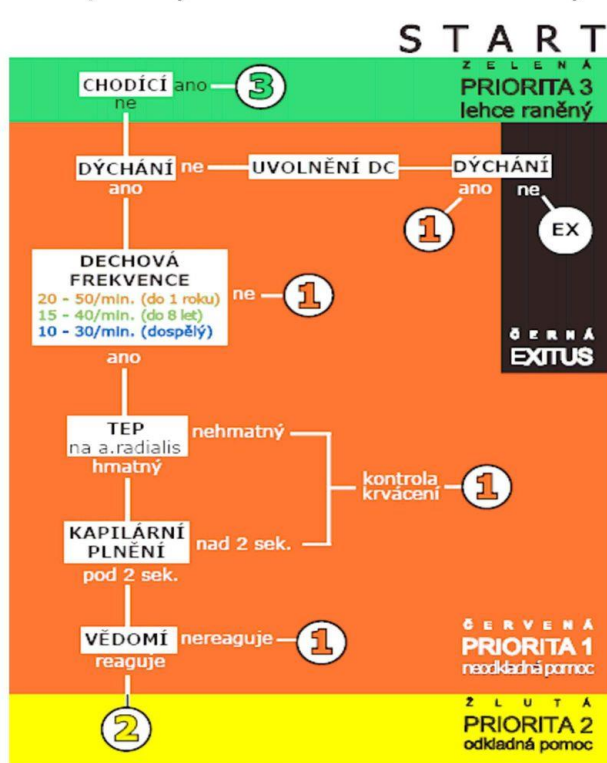 START
ZELENÁ
PRIORITA 3
lehce raněný
CHODÍCÍ ano 3
ne
DÝCHÁNÍ ne UVOLNĚNÍ DC DÝCHÁNÍ
ano ano ne
1 EX
DECHOVÁ
FREKVENCE
20 - 50/min. (do 1 roku)
15 - 40/min. (do 8 let)
10 - 30/min. (dospělý)
ne 1
ČERNÁ
EXITUS
ano
TEP nehmatný
na a.radialis
hmatný
kontrola
krvácení 1
KAPILÁRNÍ
PLNĚNÍ nad 2 sek.
pod 2 sek.
VĚDOMÍ nereaguje 1
reaguje
ČERVENÁ
PRIORITA 1
neodkladná pomoc
2
ŽLUTÁ
PRIORITA 2
odkladná pomoc